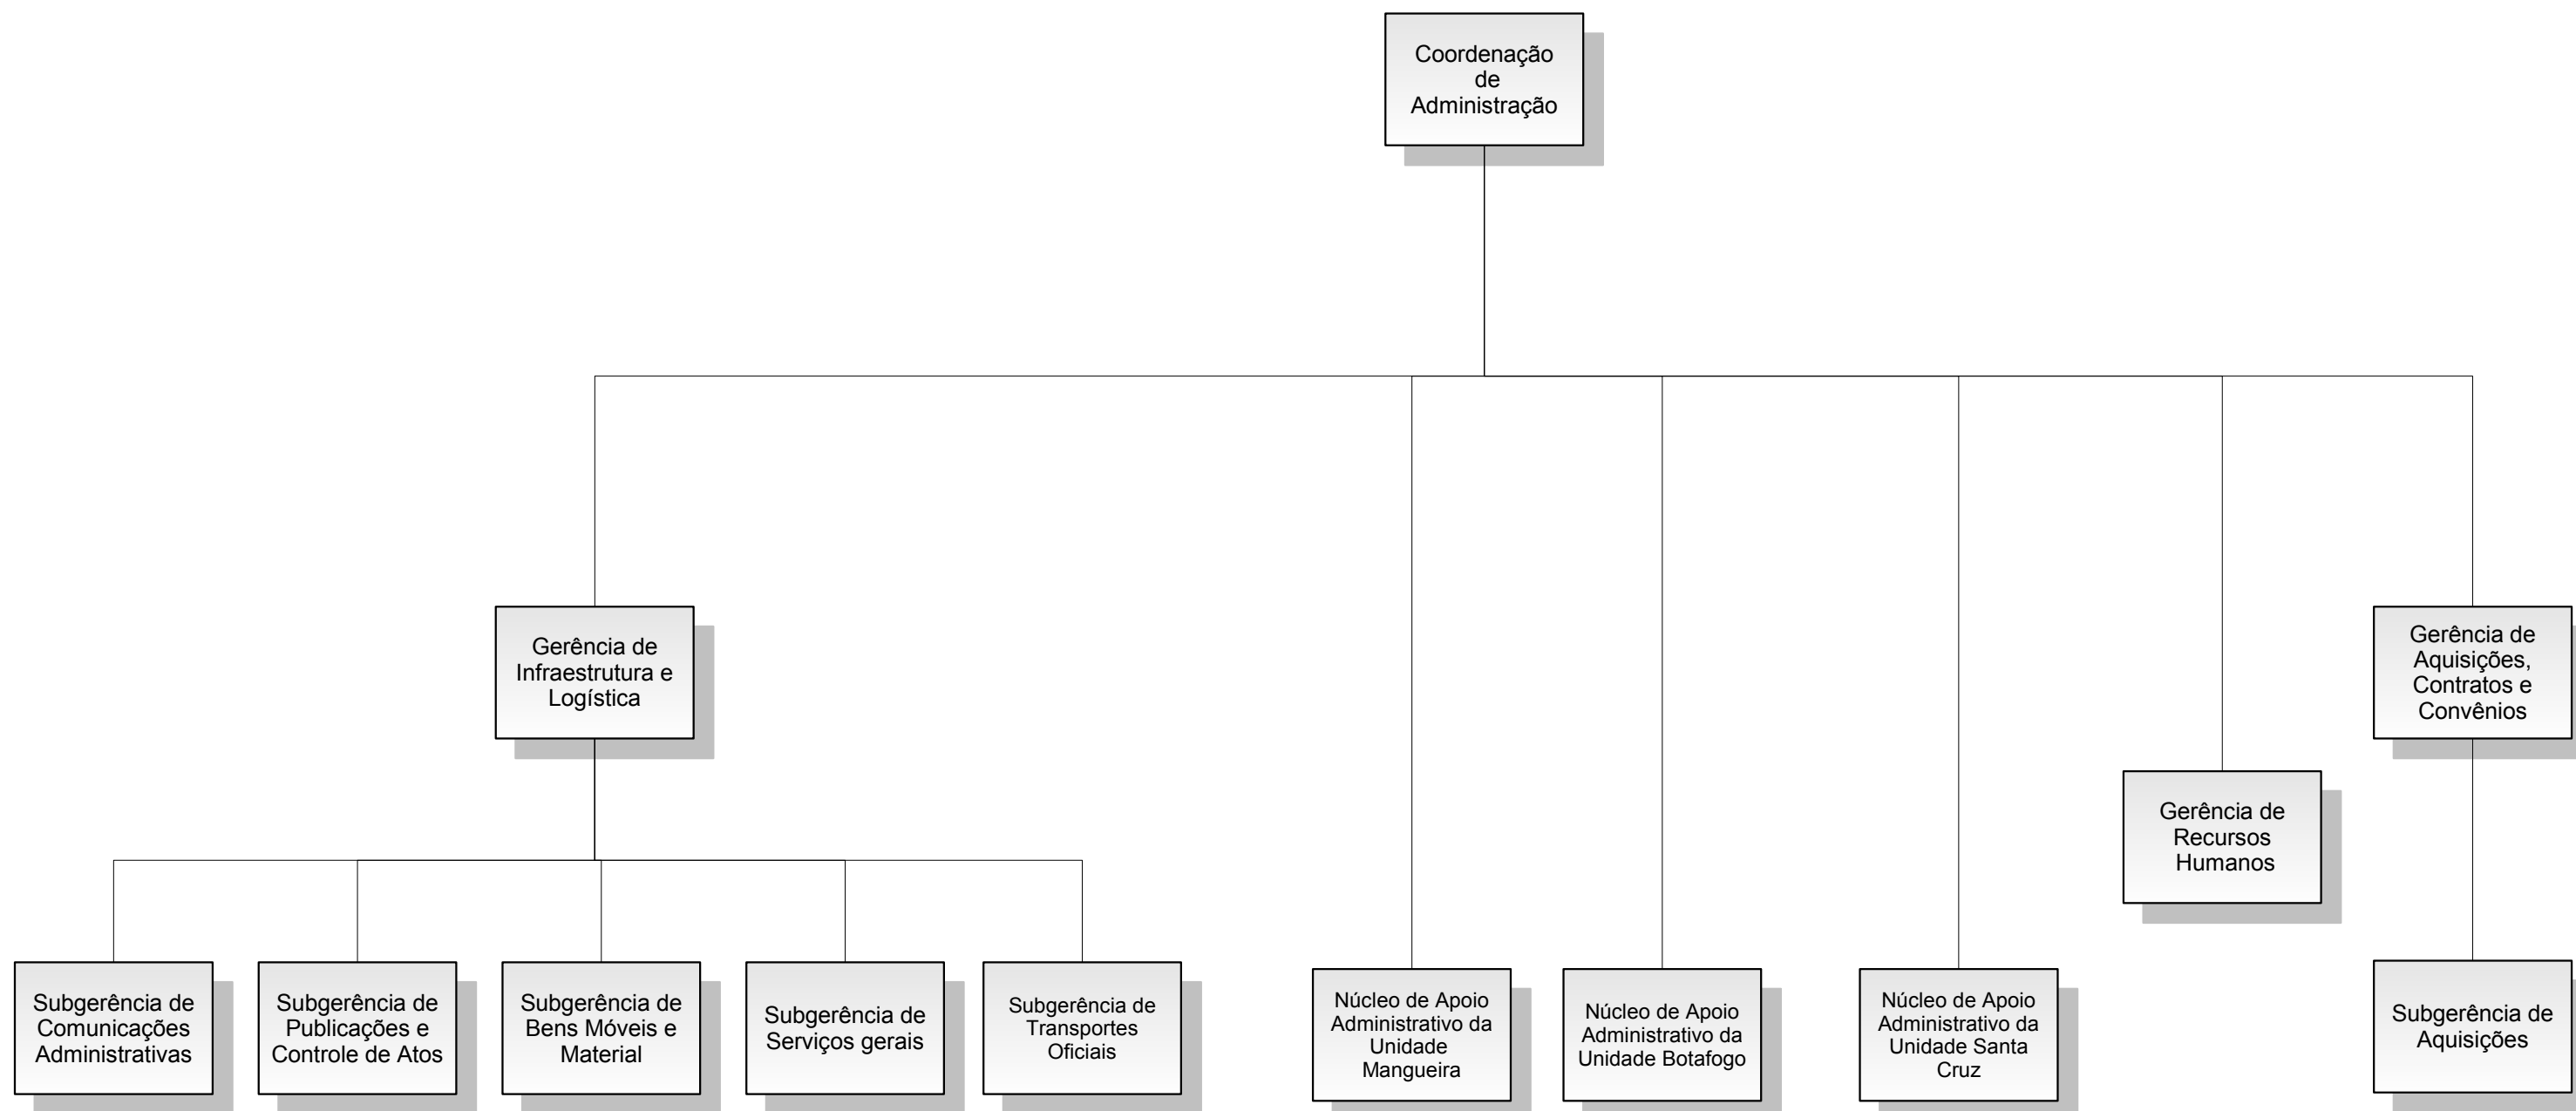 Coordenação
de
Administração
Gerência de
Infraestrutura e
Logística
Gerência de
Aquisições,
Contratos e
Convênios
Gerência de
Recursos
Humanos
Subgerência de
Comunicações
Administrativas
Subgerência de
Publicações e
Controle de Atos
Subgerência de
Bens Móveis e
Material
Subgerência de
Serviços gerais
Subgerência de
Transportes
Oficiais
Núcleo de Apoio
Administrativo da
Unidade
Mangueira
Núcleo de Apoio
Administrativo da
Unidade Botafogo
Núcleo de Apoio
Administrativo da
Unidade Santa
Cruz
Subgerência de
Aquisições